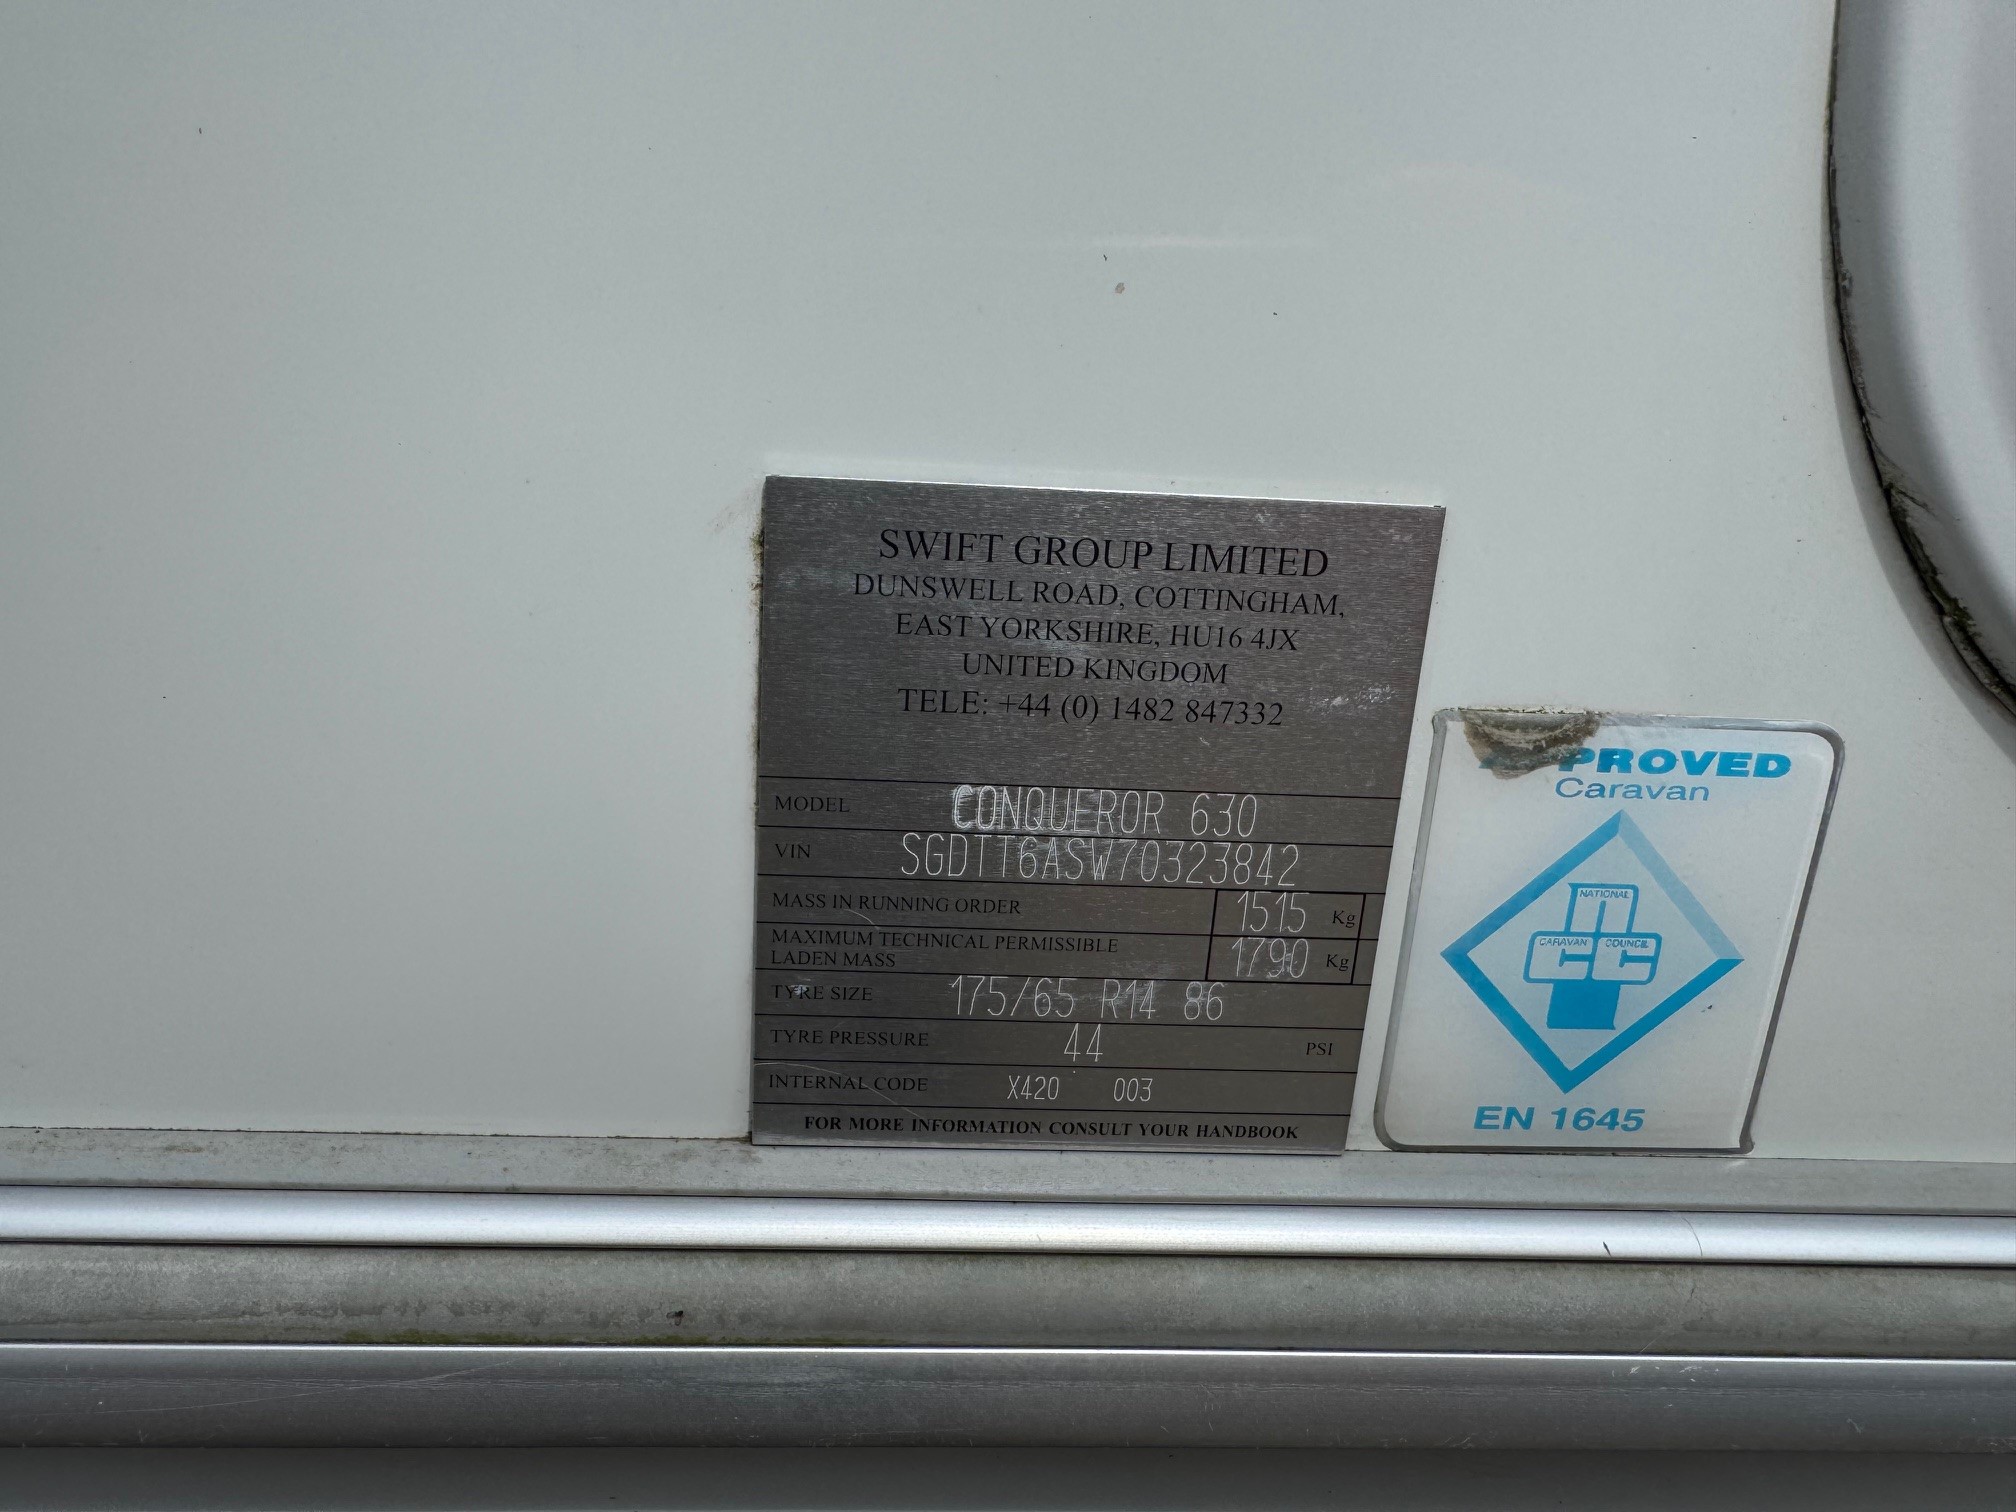 SWIFT GROUP LIMITED
DUNSWELL ROAD, COTTINGHAM,
EAST YORKSHIRE, HU16 4JX
UNITED KINGDOM
TELE: +44 (0) 1482 847332
MODEL CONQUEROR 630
VIN SGDTT6ASW70323842
MASS IN RUNNING ORDER 1515 Kg
MAXIMUM TECHNICAL PERMISSIBLE
LADEN MASS 1790 Kg
TYRE SIZE 175/65 R14 86
TYRE PRESSURE 44 PSI
INTERNAL CODE X420 003
FOR MORE INFORMATION CONSULT YOUR HANDBOOK
Caravan
NATIONAL
CARAVAN COUNCIL
ncc
EN 1645